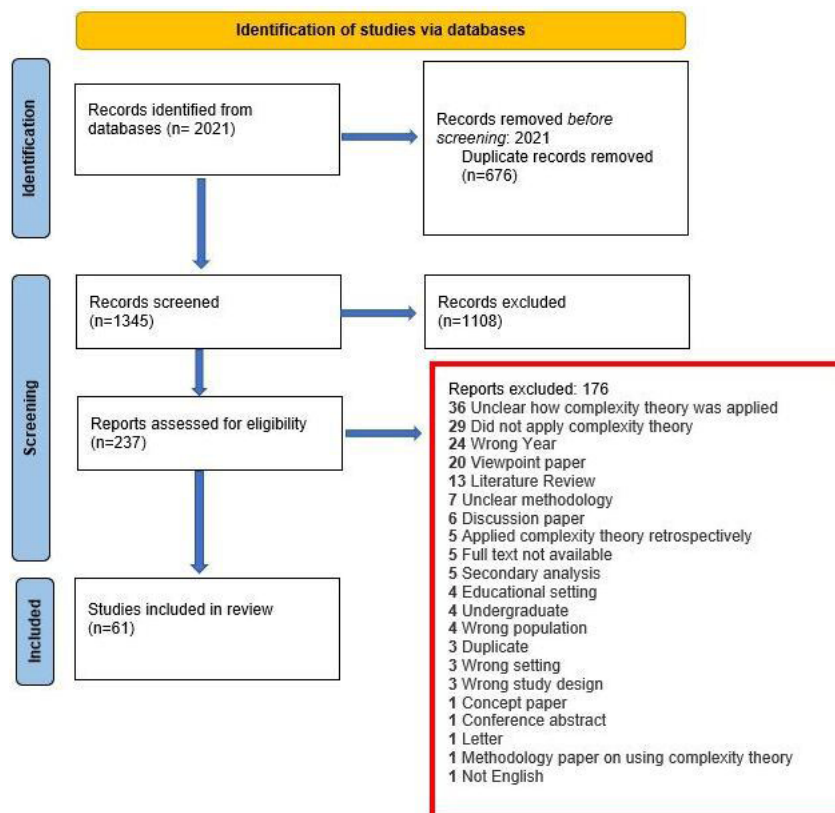 Identification of studies via databases
Identification
Records identified from
databases (n= 2021)
Records removed before
screening: 2021
Duplicate records removed
(n=676)
Screening
Records screened
(n=1345)
Records excluded
(n=1108)
Reports assessed for eligibility
(n=237)
Reports excluded: 176
36 Unclear how complexity theory was applied
29 Did not apply complexity theory
24 Wrong Year
20 Viewpoint paper
13 Literature Review
7 Unclear methodology
6 Discussion paper
5 Applied complexity theory retrospectively
5 Full text not available
5 Secondary analysis
4 Educational setting
4 Undergraduate
4 Wrong population
3 Duplicate
3 Wrong setting
3 Wrong study design
1 Concept paper
1 Conference abstract
1 Letter
1 Methodology paper on using complexity theory
1 Not English
Included
Studies included in review
(n=61)